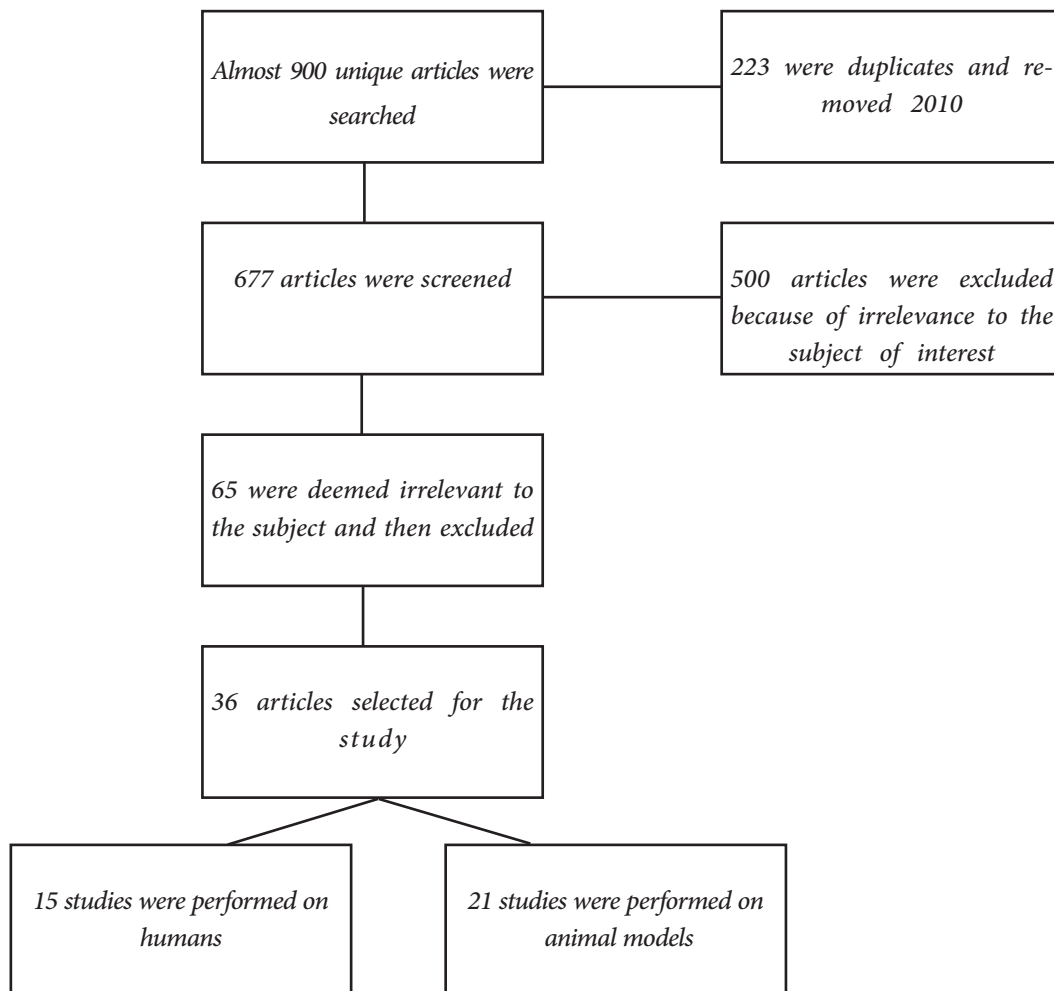 Almost 900 unique articles were
searched
223 were duplicates and re-
moved 2010
677 articles were screened
500 articles were excluded
because of irrelevance to the
subject of interest
65 were deemed irrelevant to
the subject and then excluded
36 articles selected for the
study
15 studies were performed on
humans
21 studies were performed on
animal models